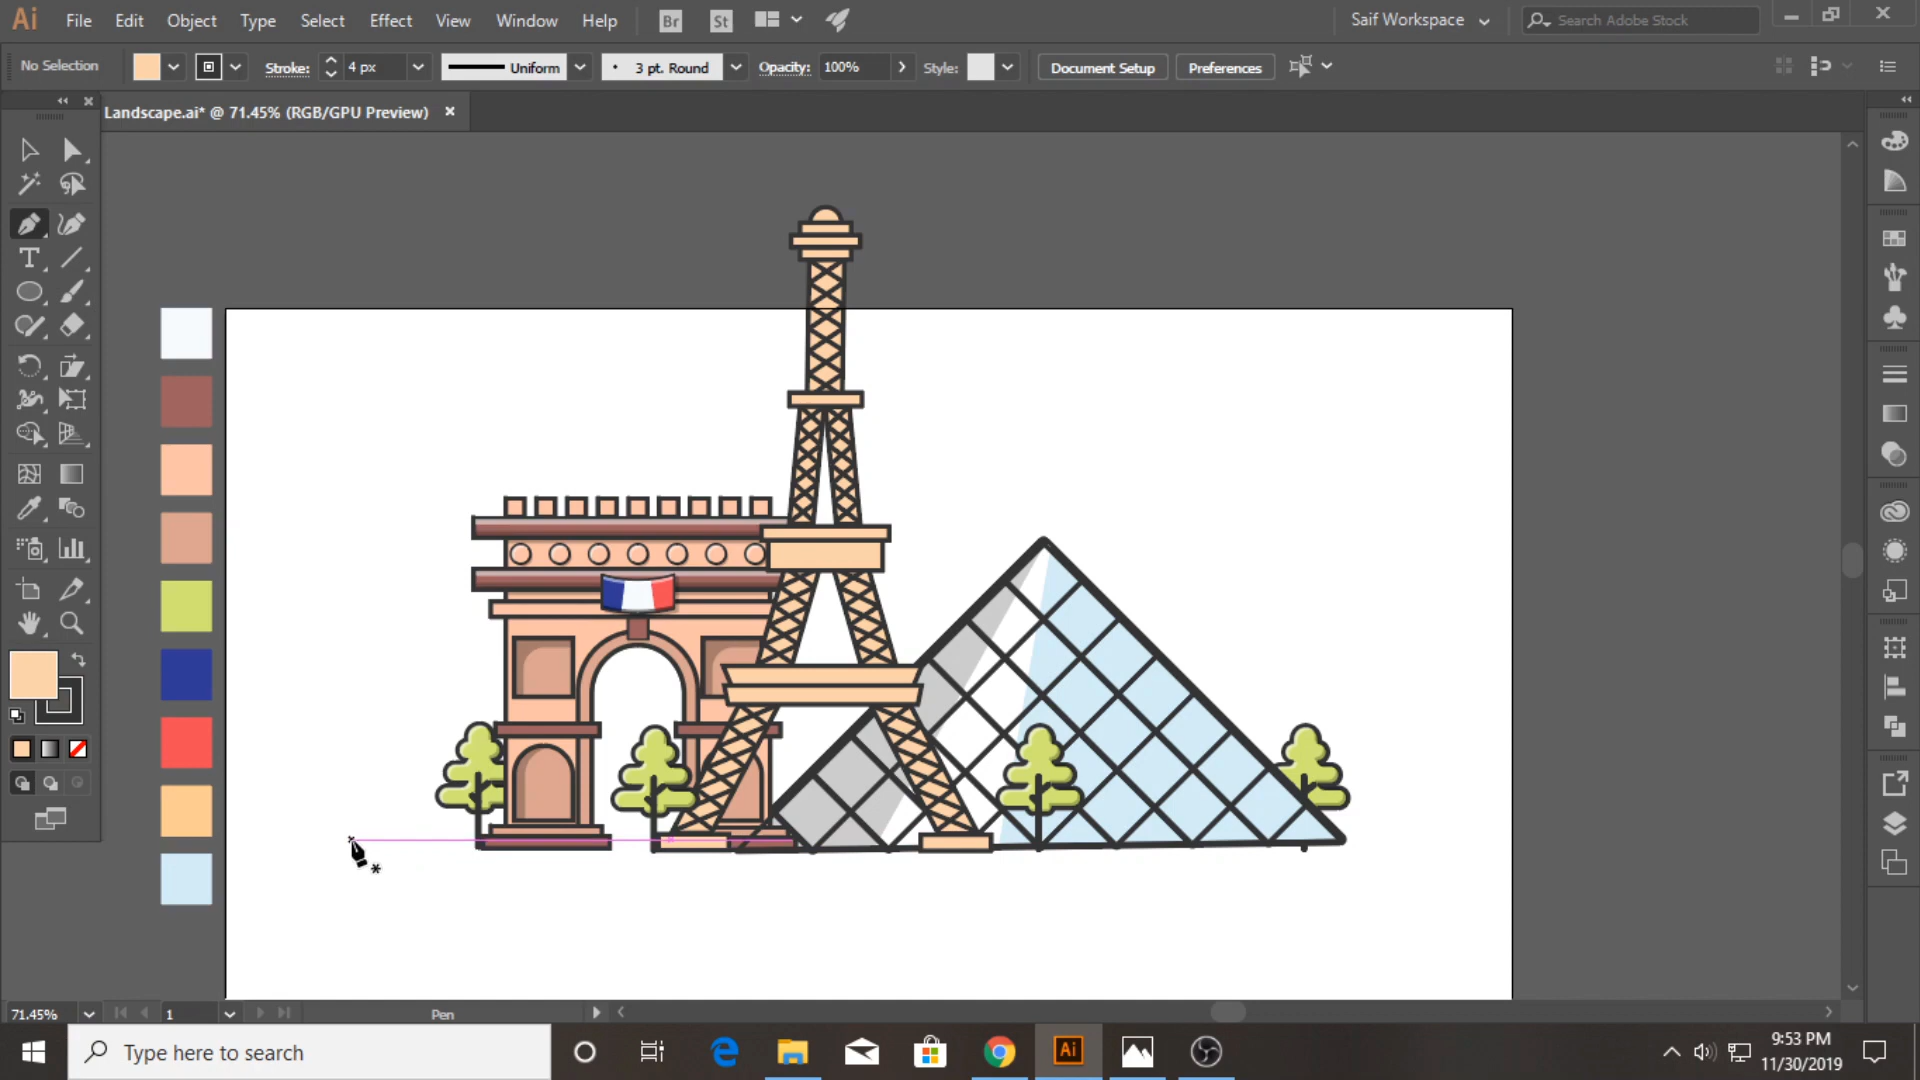 Ai File Edit Object Type Select Effect View Window Help Br St Saif Workspace Search Adobe Stock
No Selection Stroke: 4 px Uniform 3 pt. Round Opacity: 100% Style: Document Setup Preferences
Landscape.ai* @ 71.45% (RGB/GPU Preview)
T
71.45% 1 Pen
Type here to search Ai 9:53 PM
11/30/2019